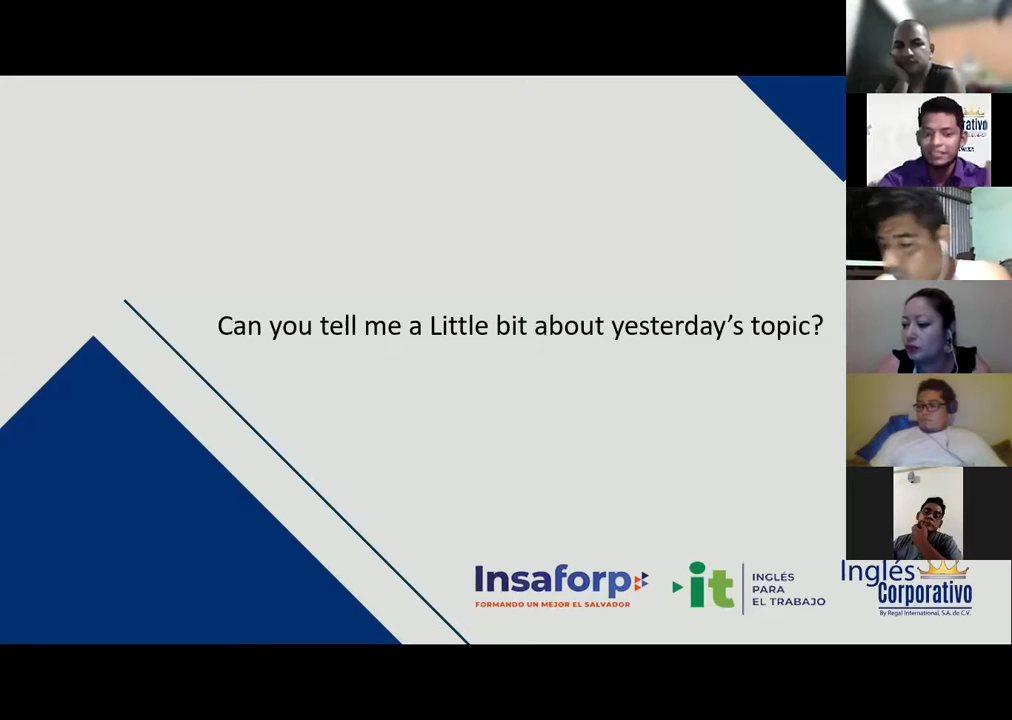 Can you tell me a Little bit about yesterday's topic?
Insaforp
FORMANDO UN MEJOR EL SALVADOR
it
INGLÉS
PARA
EL TRABAJO
Inglés
Corporativo
By Regal International, S.A. de C.V.